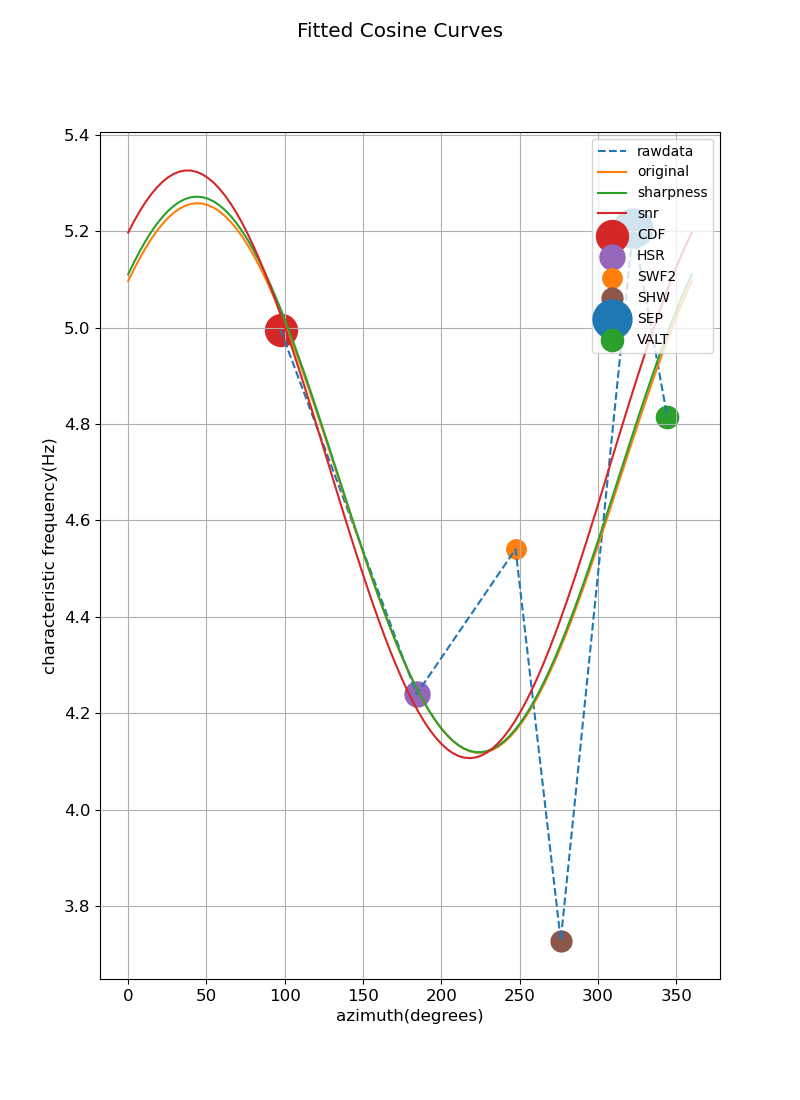 Fitted Cosine Curves
5.4
5.2
5.0
4.8
4.6
4.4
4.2
4.0
3.8
characteristic frequency(Hz)
rawdata
original
sharpness
snr
CDF
HSR
SWF2
SHW
SEP
VALT
0 50 100 150 200 250 300 350
azimuth(degrees)